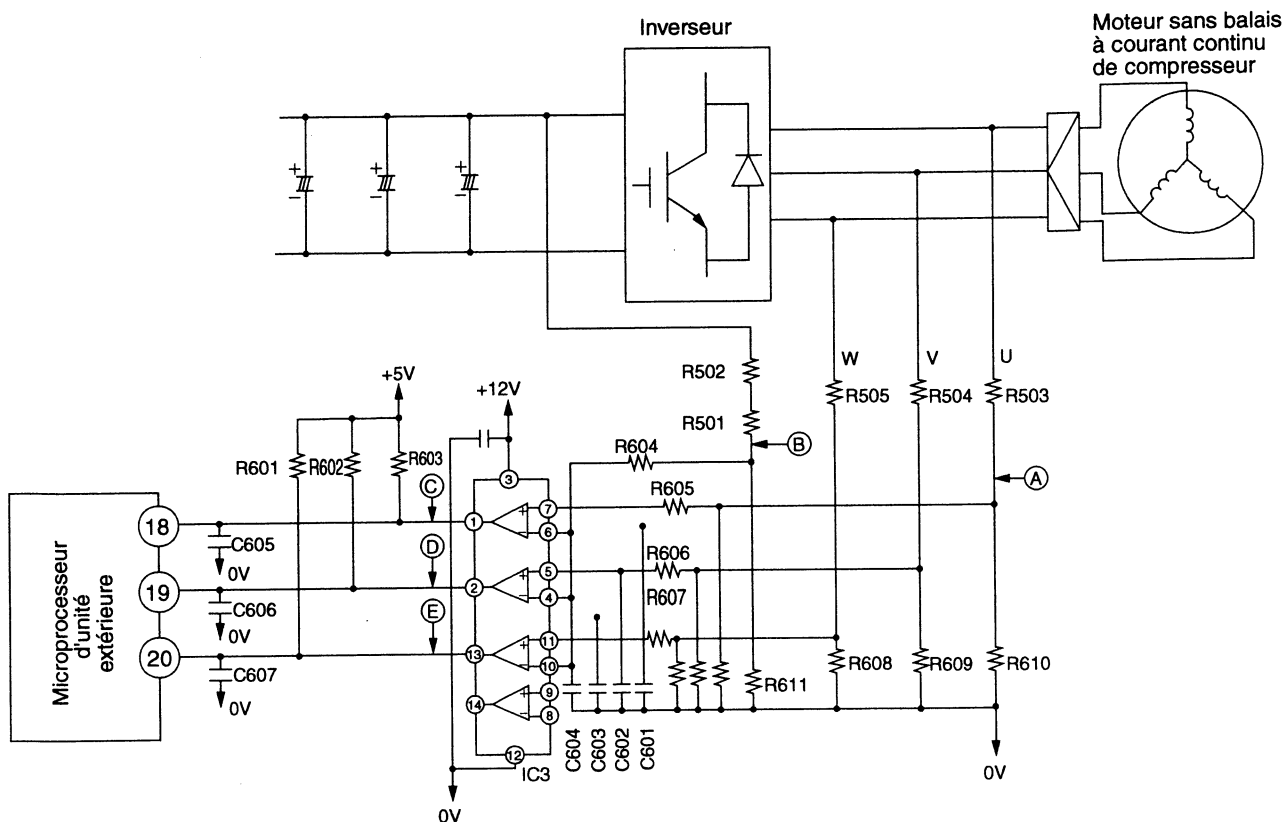 Inverseur
Moteur sans balais
à courant continu
de compresseur
+
-
+
-
+
-
W
V
U
R502
R505
R504
R503
+5V
+12V
R501
B
R604
R601
R602
R603
A
3
R605
C
7
18
1
+
-
6
C605
0V
D
R606
5
19
2
+
-
4
C606
0V
R607
E
11
20
13
+
-
10
C607
0V
R608
R609
R610
R611
9
14
+
-
8
Microprocesseur
d'unité
extérieure
12
IC3
C604
C603
C602
C601
0V
0V